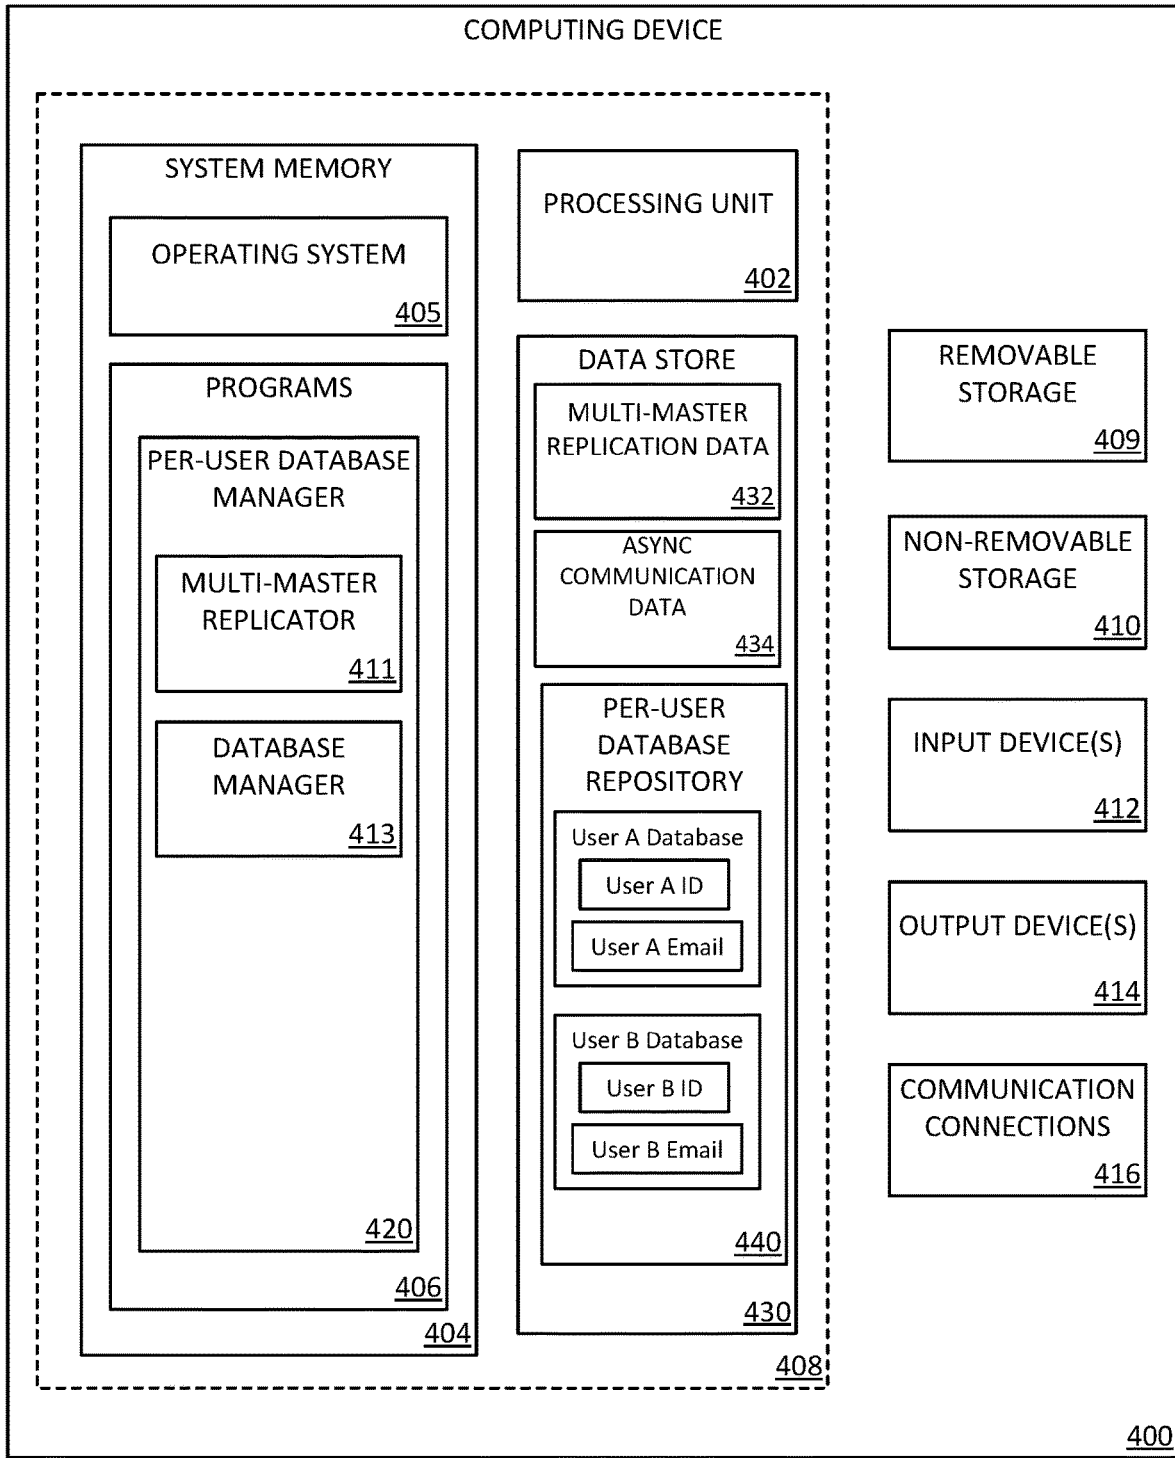 COMPUTING DEVICE
SYSTEM MEMORY
OPERATING SYSTEM
405
PROGRAMS
PER-USER DATABASE
MANAGER
MULTI-MASTER
REPLICATOR
411
DATABASE
MANAGER
413
420
406
404
PROCESSING UNIT
402
DATA STORE
MULTI-MASTER
REPLICATION DATA
432
ASYNC
COMMUNICATION
DATA
434
PER-USER
DATABASE
REPOSITORY
User A Database
User A ID
User A Email
User B Database
User B ID
User B Email
440
430
408
REMOVABLE
STORAGE
409
NON-REMOVABLE
STORAGE
410
INPUT DEVICE(S)
412
OUTPUT DEVICE(S)
414
COMMUNICATION
CONNECTIONS
416
400